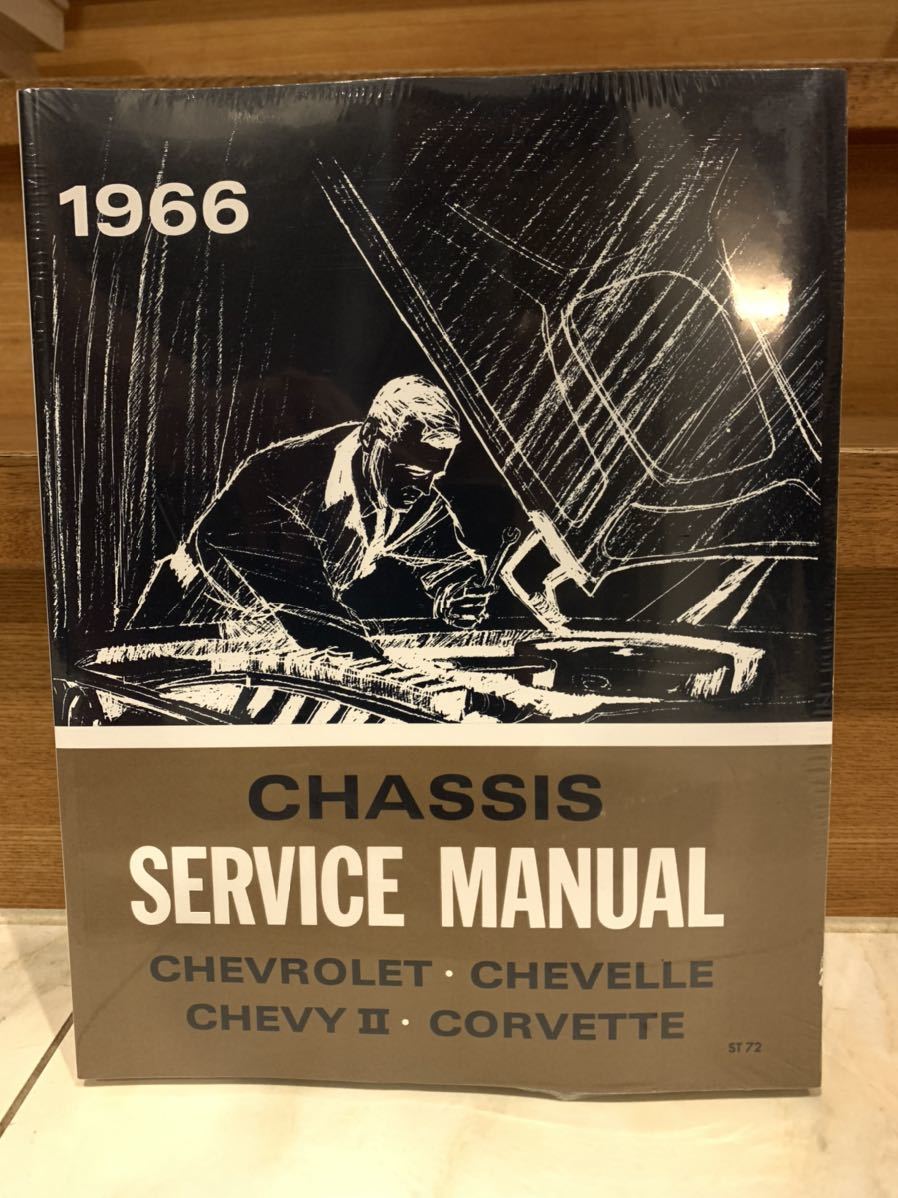 1966
CHASSIS
SERVICE MANUAL
CHEVROLET · CHEVELLE
CHEVY II · CORVETTE
ST 72